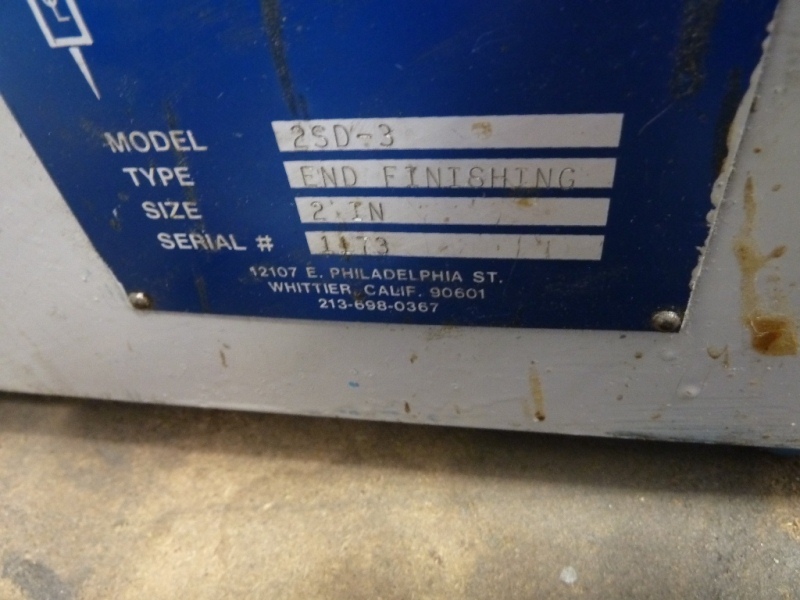 MODEL 2SD-3
TYPE END FINISHING
SIZE 2 IN
SERIAL # 1173
12107 E. PHILADELPHIA ST.
WHITTIER, CALIF. 90601
213-698-0367